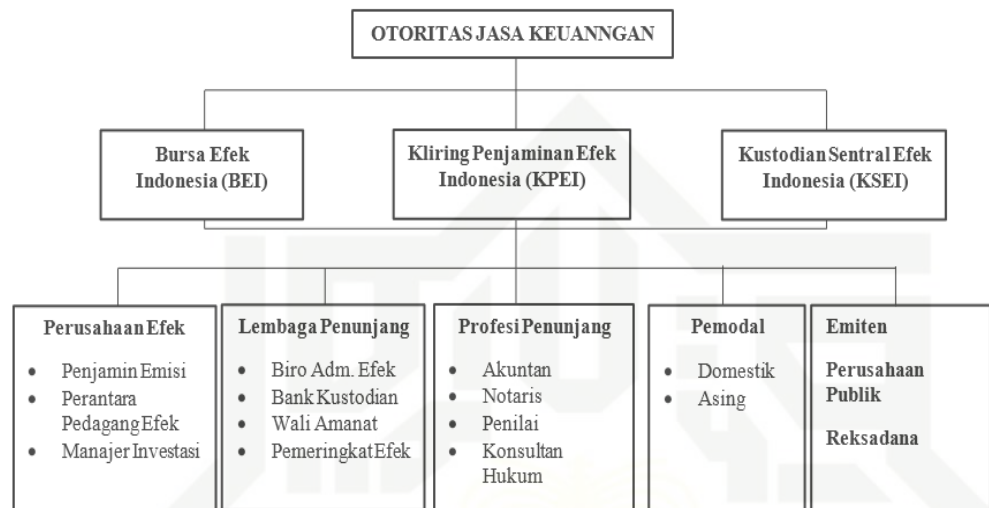 OTORITAS JASA KEUANNGAN
Bursa Efek
Indonesia (BEI)
Kliring Penjaminan Efek
Indonesia (KPEI)
Kustodian Sentral Efek
Indonesia (KSEI)
Perusahaan Efek
• Penjamin Emisi
• Perantara
Pedagang Efek
• Manajer Investasi
Lembaga Penunjang
• Biro Adm. Efek
• Bank Kustodian
• Wali Amanat
• Pemeringkat Efek
Profesi Penunjang
• Akuntan
• Notaris
• Penilai
• Konsultan
Hukum
Pemodal
• Domestik
• Asing
Emiten
Perusahaan
Publik
Reksadana